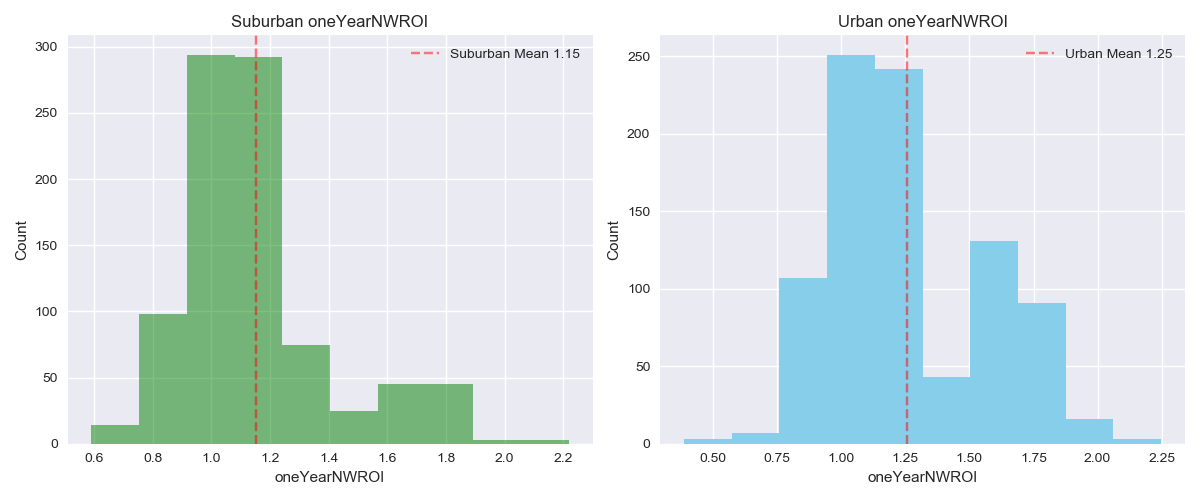 Suburban oneYearNWROI
Suburban Mean 1.15
Count
300
250
200
150
100
50
0
0.6 0.8 1.0 1.2 1.4 1.6 1.8 2.0 2.2
oneYearNWROI
Urban oneYearNWROI
Urban Mean 1.25
Count
250
200
150
100
50
0
0.50 0.75 1.00 1.25 1.50 1.75 2.00 2.25
oneYearNWROI